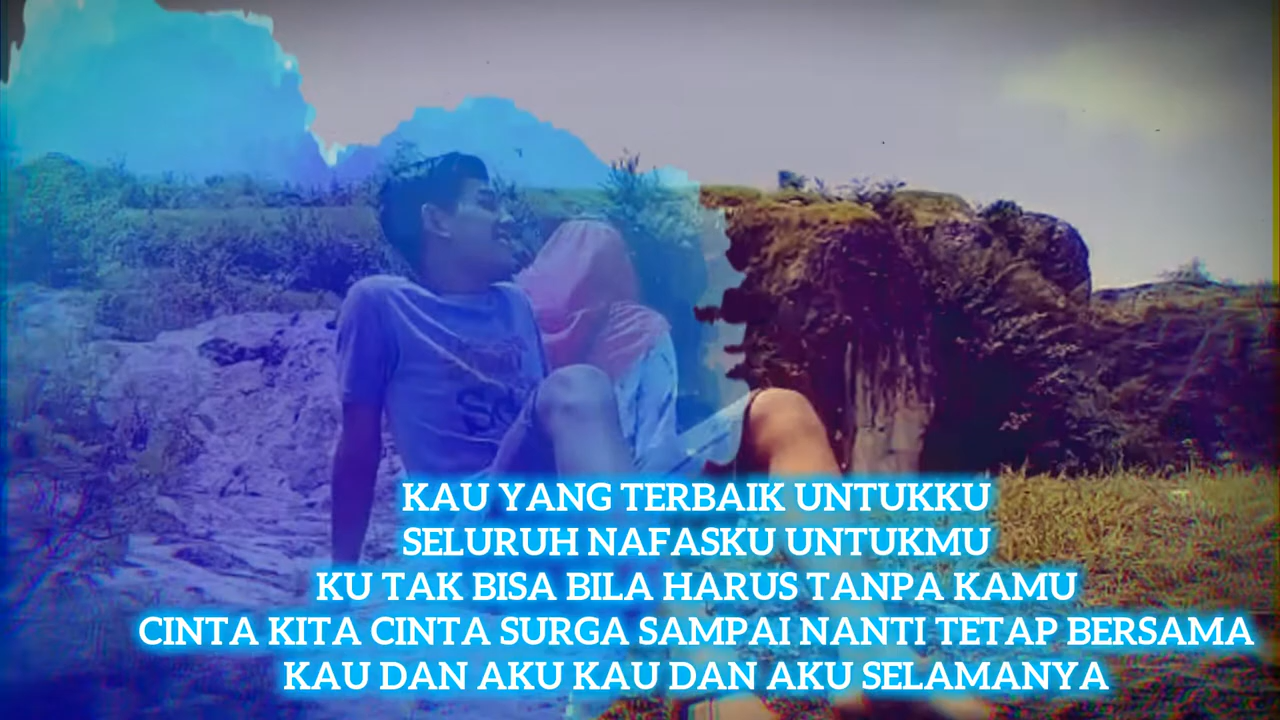 KAU YANG TERBAIK UNTUKKU
SELURUH NAFASKU UNTUKMU
KU TAK BISA BILA HARUS TANPA KAMU
CINTA KITA CINTA SURGA SAMPAI NANTI TETAP BERSAMA
KAU DAN AKU KAU DAN AKU SELAMANYA